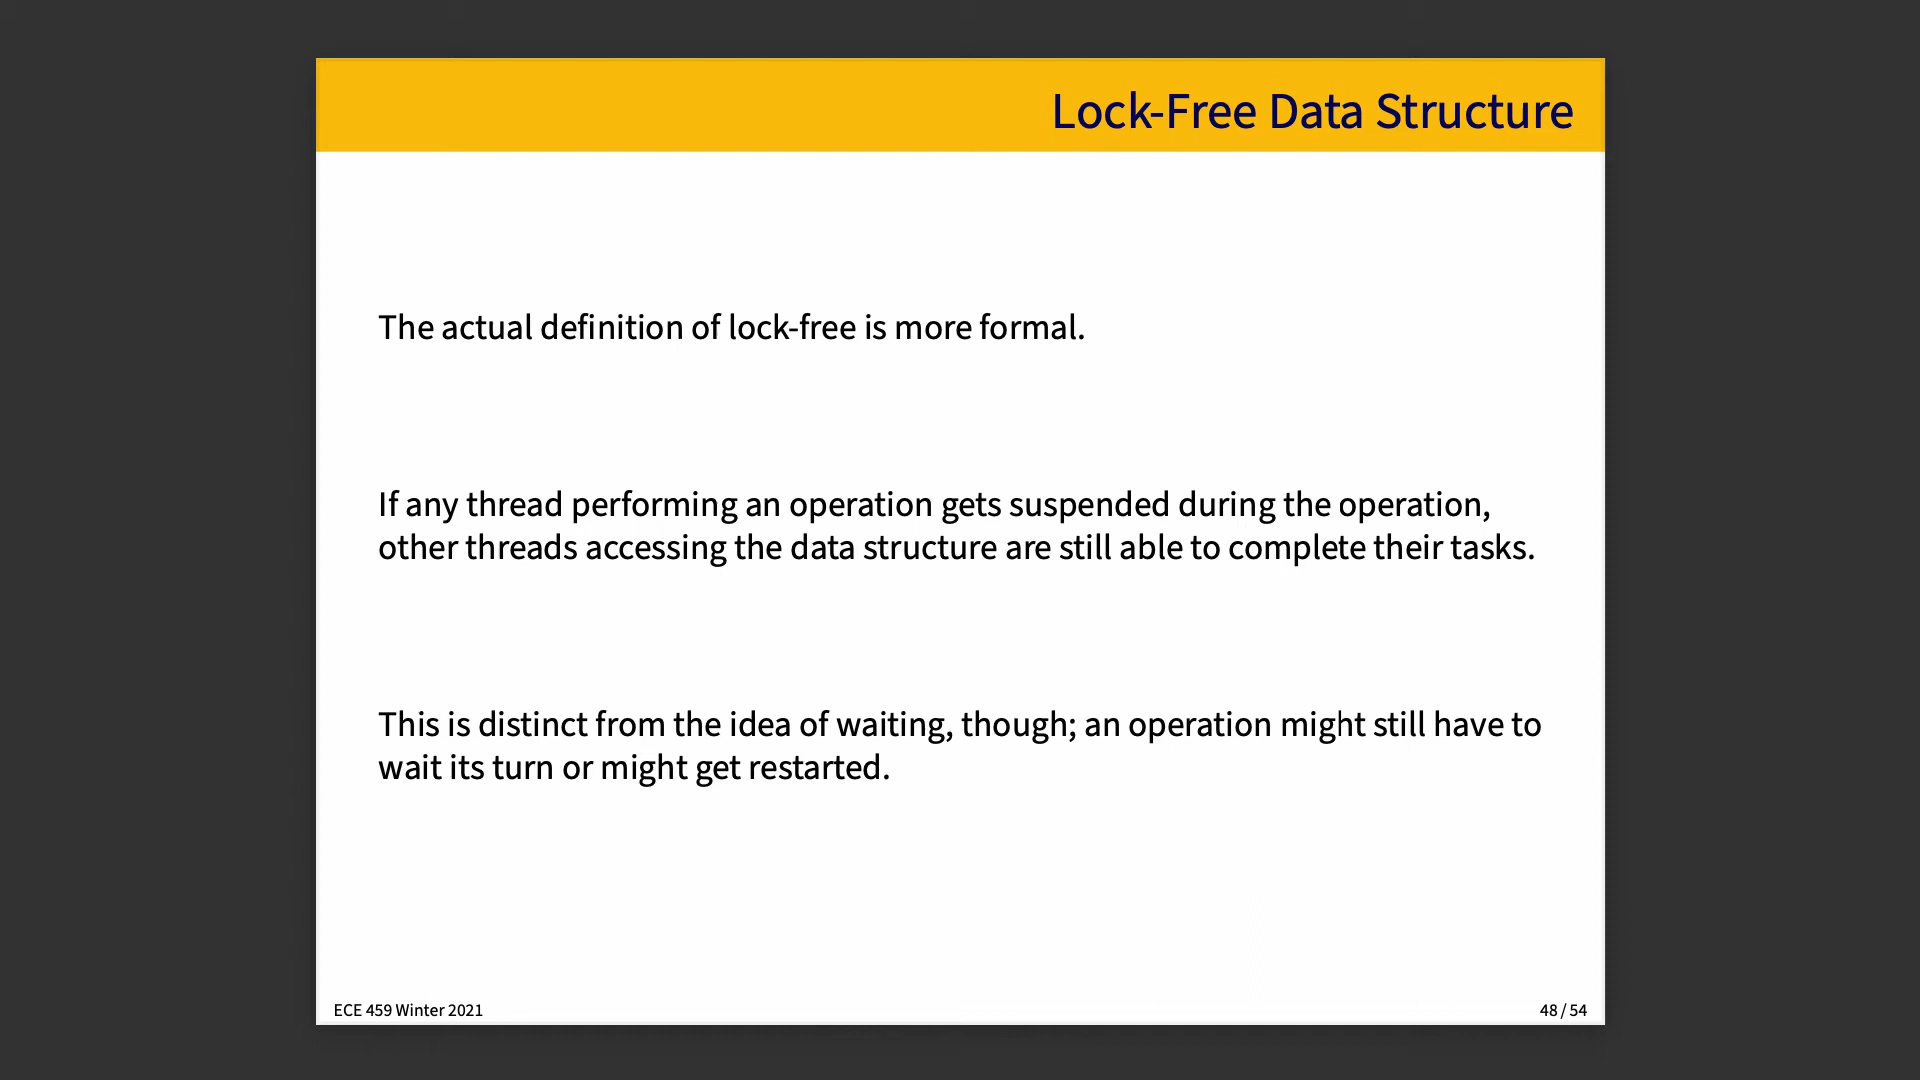 Lock-Free Data Structure
The actual definition of lock-free is more formal.
If any thread performing an operation gets suspended during the operation,
other threads accessing the data structure are still able to complete their tasks.
This is distinct from the idea of waiting, though; an operation might still have to
wait its turn or might get restarted.
ECE 459 Winter 2021
48 / 54